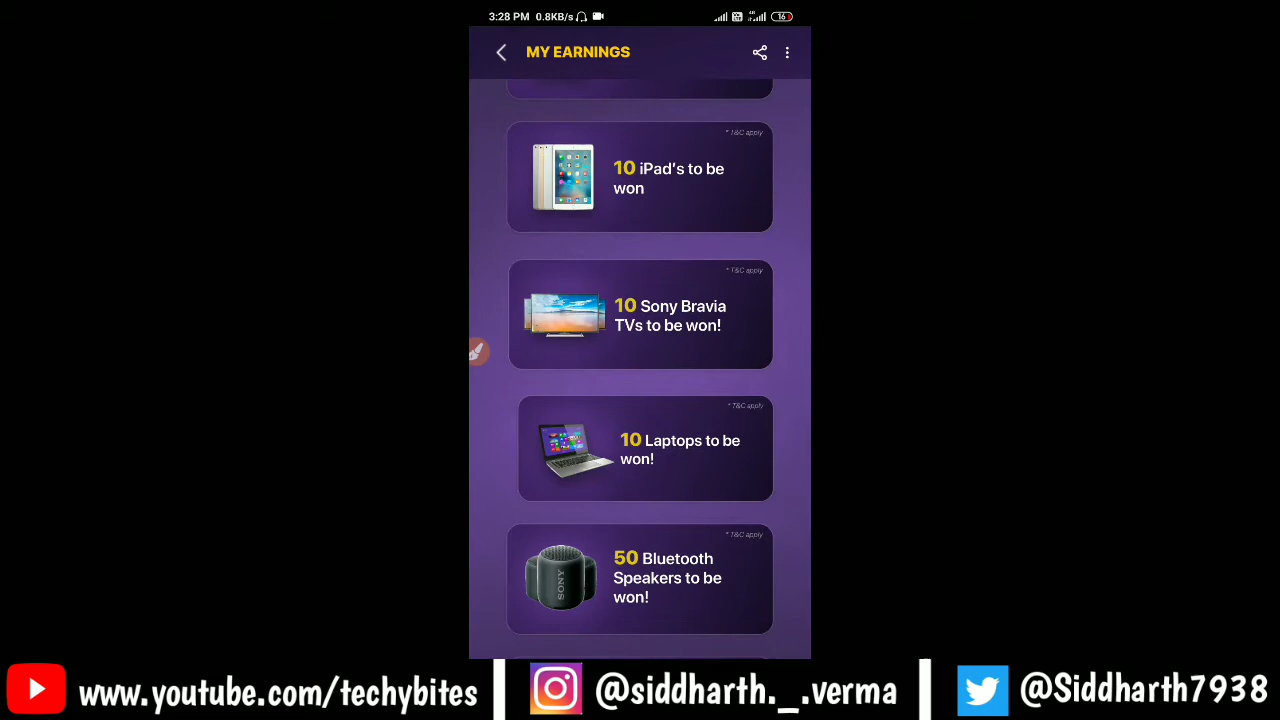 3:28 PM 0.8KB/s 16
MY EARNINGS
* T&C apply
10 iPad's to be
won
* T&C apply
10 Sony Bravia
TVs to be won!
* T&C apply
10 Laptops to be
won!
* T&C apply
50 Bluetooth
Speakers to be
won!
SONY
www.youtube.com/techybites @siddharth._.verma @Siddharth7938